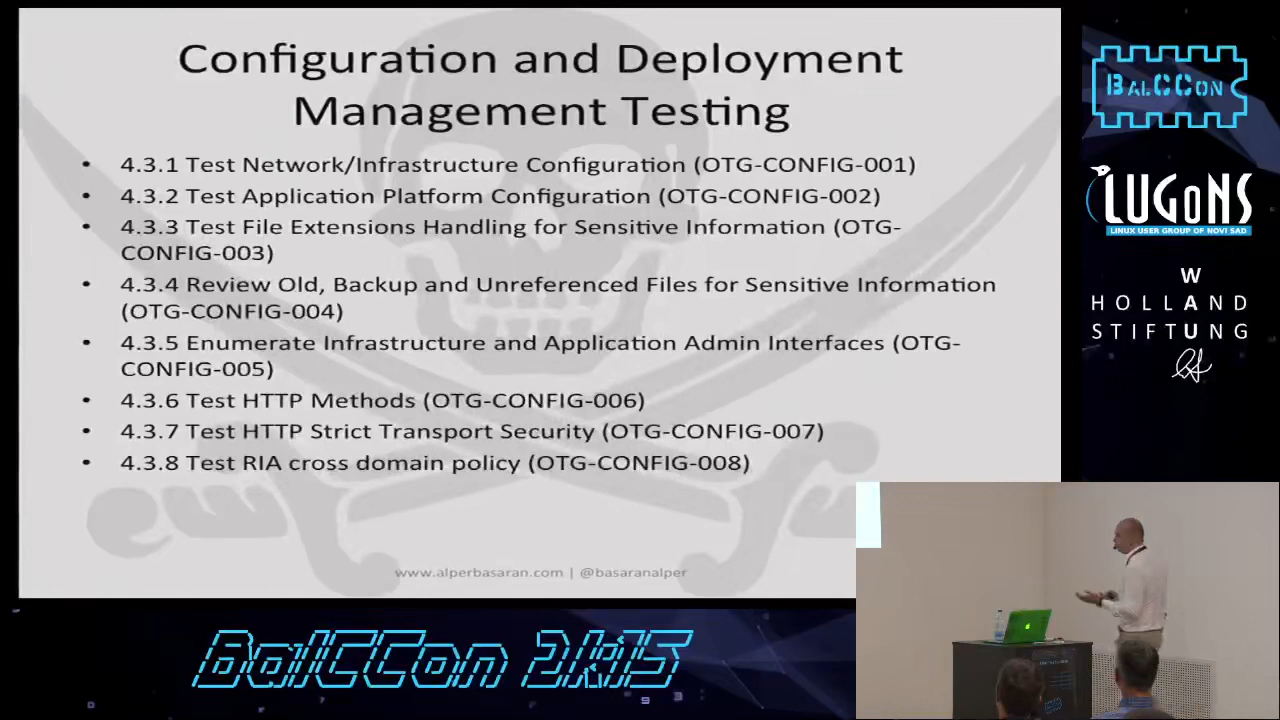 Configuration and Deployment
Management Testing
• 4.3.1 Test Network/Infrastructure Configuration (OTG-CONFIG-001)
• 4.3.2 Test Application Platform Configuration (OTG-CONFIG-002)
• 4.3.3 Test File Extensions Handling for Sensitive Information (OTG-
CONFIG-003)
• 4.3.4 Review Old, Backup and Unreferenced Files for Sensitive Information
(OTG-CONFIG-004)
• 4.3.5 Enumerate Infrastructure and Application Admin Interfaces (OTG-
CONFIG-005)
• 4.3.6 Test HTTP Methods (OTG-CONFIG-006)
• 4.3.7 Test HTTP Strict Transport Security (OTG-CONFIG-007)
• 4.3.8 Test RIA cross domain policy (OTG-CONFIG-008)
www.alperbasaran.com | @basaranalper
BALCCON
LUGONS
LINUX USER GROUP OF NOVI SAD
W
HOLLAND
STIFTUNG
BalCCon 2k15